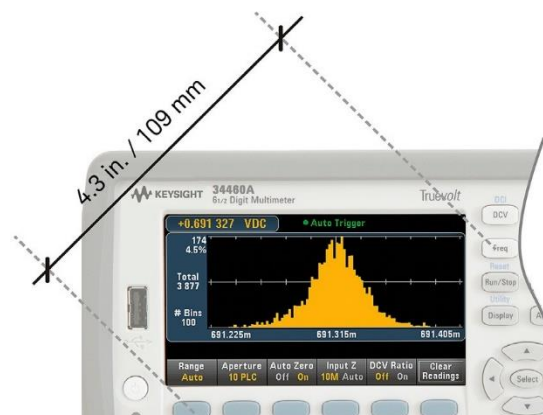 4.3 in. / 109 mm
KEYSIGHT 34460A
6 1/2 Digit Multimeter
Truevolt
DCI
DCV
+0.691 327 VDC
Auto Trigger
174
4.5%
Freq
Total
3 877
Reset
Run/Stop
# Bins
100
Utility
Display
691.225m 691.315m 691.405m
Range Aperture Auto Zero Input Z DCV Ratio Clear
Auto 10 PLC Off On 10M Auto Off On Readings
Select